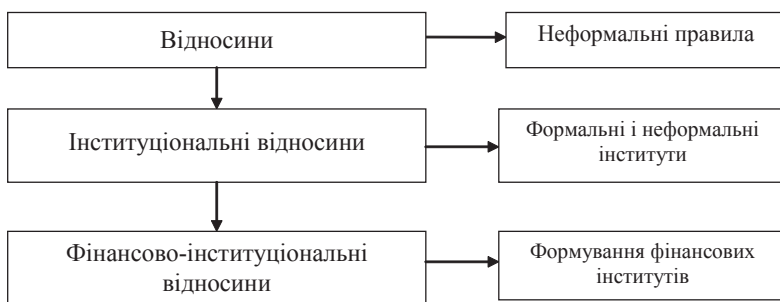 Відносини
Неформальні правила
Інституціональні відносини
Формальні і неформальні
інститути
Фінансово-інституціональні
відносини
Формування фінансових
інститутів